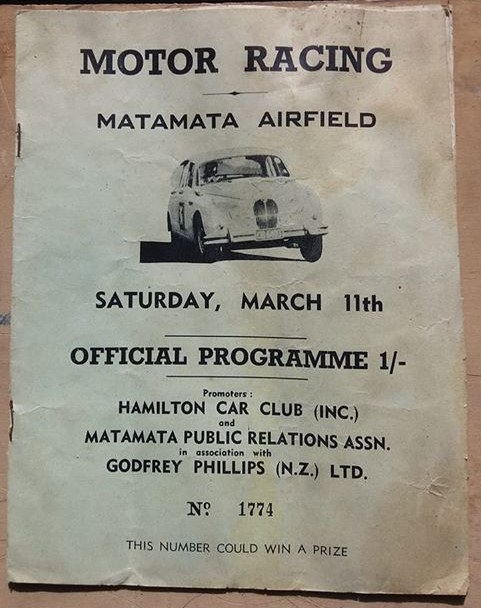 MOTOR RACING
MATAMATA AIRFIELD
SATURDAY, MARCH 11th
OFFICIAL PROGRAMME 1/-
Promoters :
HAMILTON CAR CLUB (INC.)
and
MATAMATA PUBLIC RELATIONS ASSN.
in association with
GODFREY PHILLIPS (N.Z.) LTD.
Nº 1774
THIS NUMBER COULD WIN A PRIZE